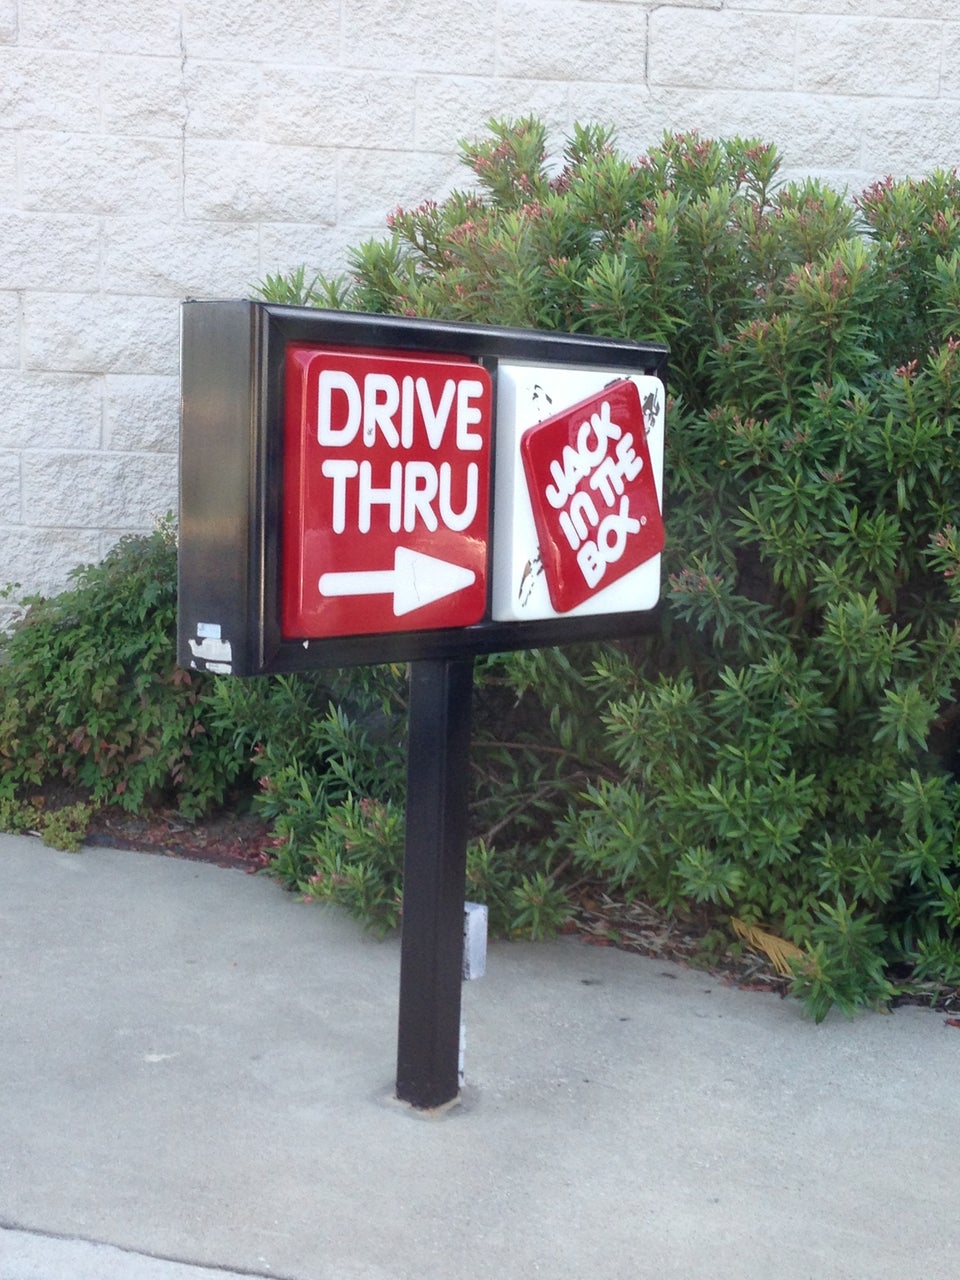 DRIVE
THRU
JACK
in THE
BOX®